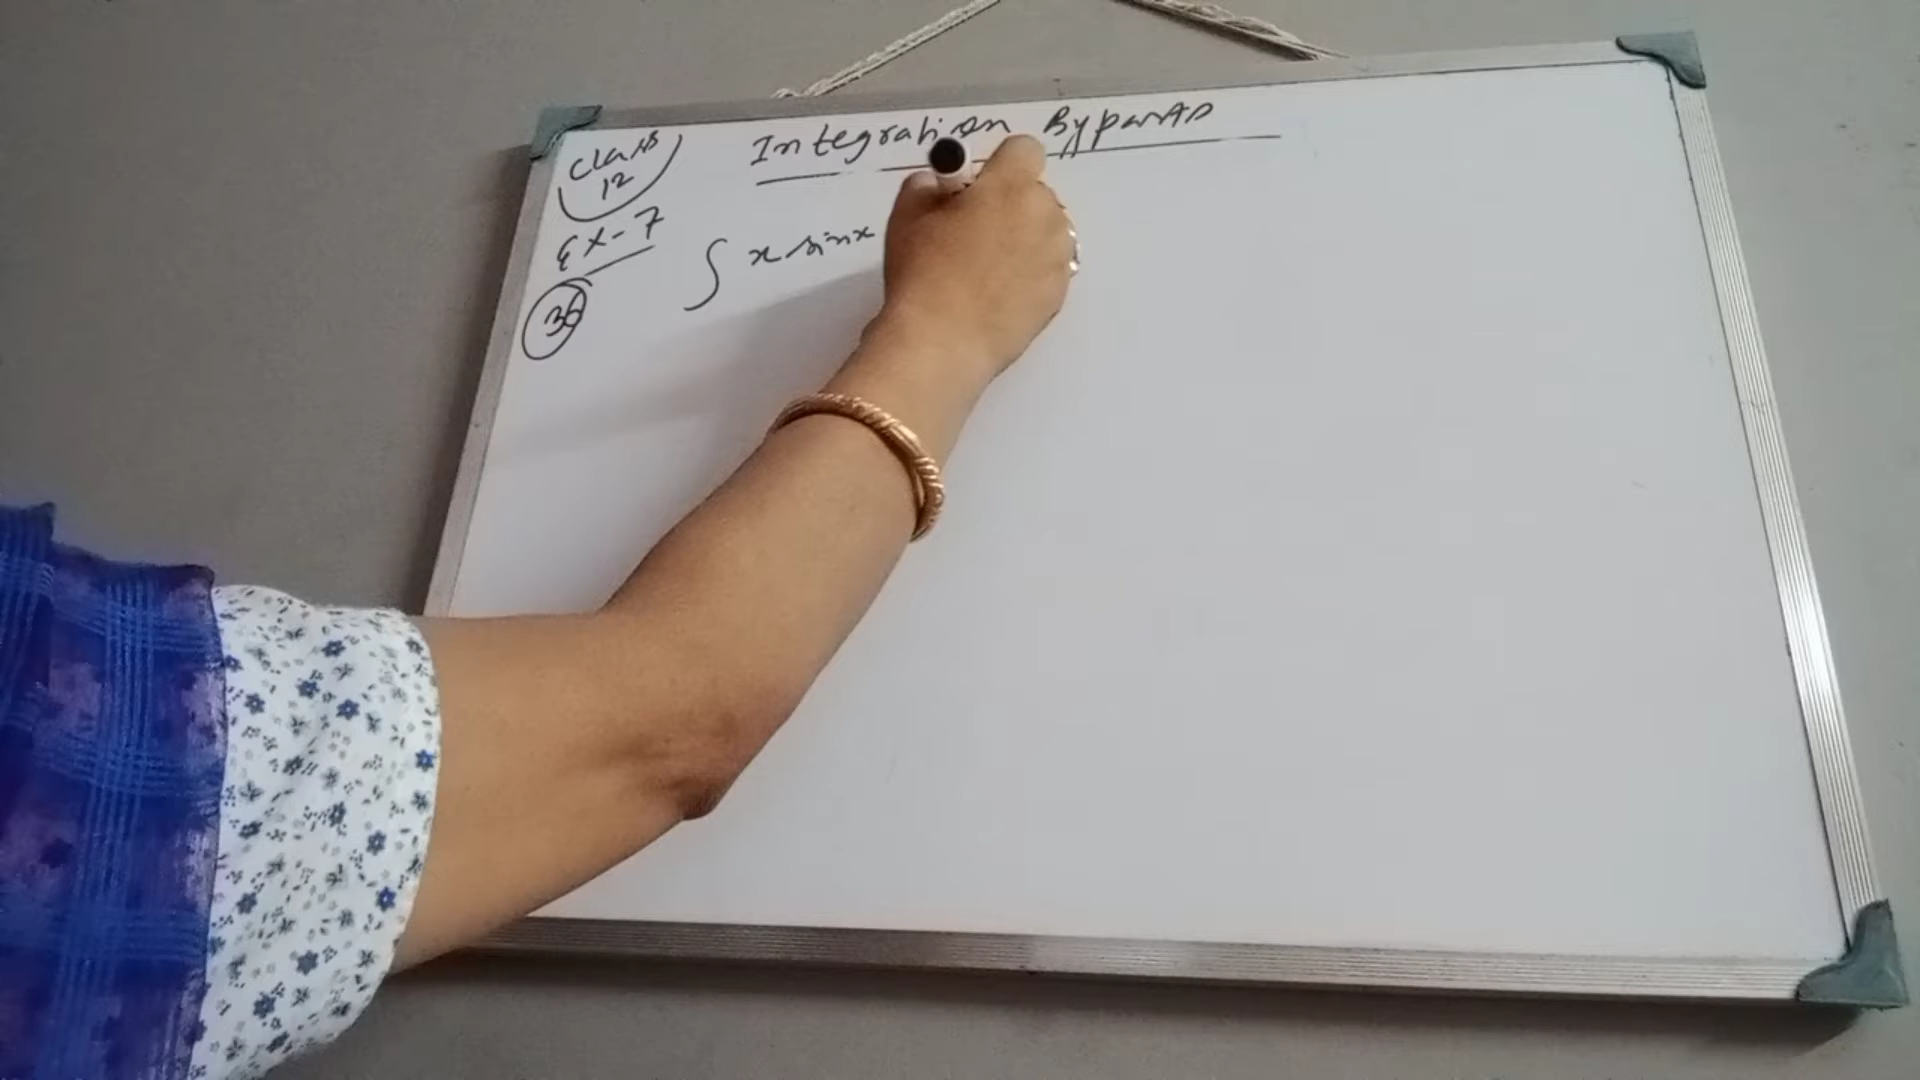 Integration By parts
Class
12
Ex-7
36
∫ x sinx